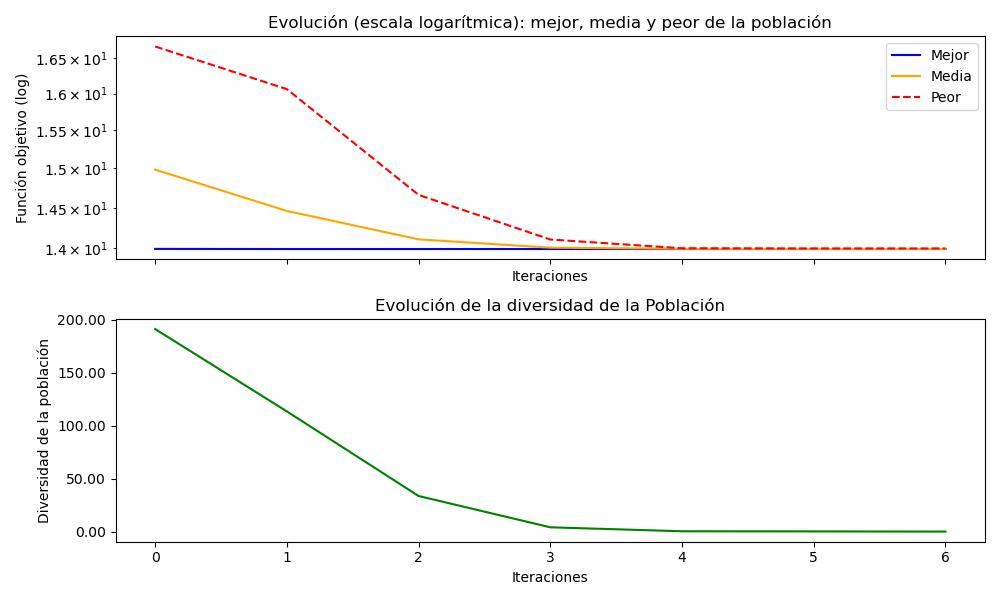 Evolución (escala logarítmica): mejor, media y peor de la población
Función objetivo (log)
1.65 × 10¹
1.6 × 10¹
1.55 × 10¹
1.5 × 10¹
1.45 × 10¹
1.4 × 10¹
Mejor
Media
Peor
Iteraciones
Evolución de la diversidad de la Población
Diversidad de la población
200.00
150.00
100.00
50.00
0.00
0 1 2 3 4 5 6
Iteraciones